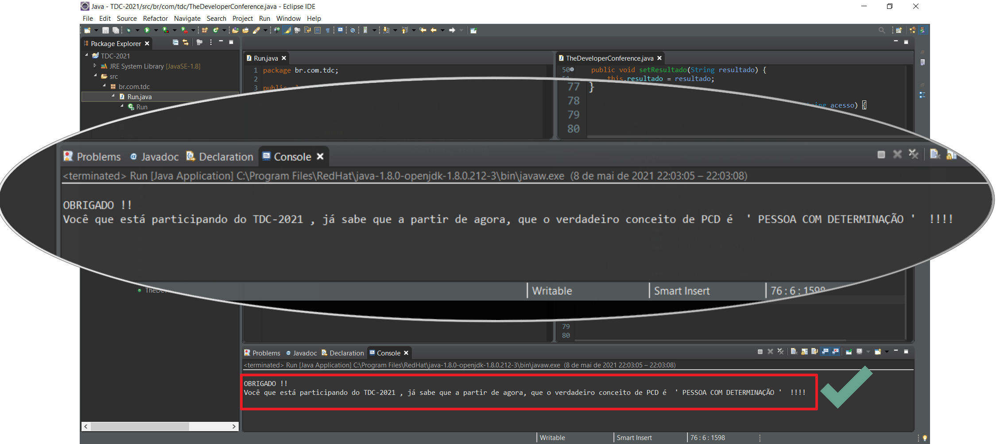 Java - TDC-2021/src/br/com/tdc/TheDeveloperConference.java - Eclipse IDE
File Edit Source Refactor Navigate Search Project Run Window Help
Package Explorer
TDC-2021
JRE System Library [JavaSE-1.8]
src
br.com.tdc
Run.java
Run
Run.java
1 package br.com.tdc;
2
3
TheDeveloperConference.java
50 public void setResultado(String resultado) {
this.resultado = resultado;
77 }
78
acesso) {
79
80
Problems Javadoc Declaration Console
<terminated> Run [Java Application] C:\Program Files\RedHat\java-1.8.0-openjdk-1.8.0.212-3\bin\javaw.exe (8 de mai de 2021 22:03:05 – 22:03:08)
OBRIGADO !!
Você que está participando do TDC-2021 , já sabe que a partir de agora, que o verdadeiro conceito de PCD é ' PESSOA COM DETERMINAÇÃO ' !!!!
Writable Smart Insert 76 : 6 : 1598
79
80
Problems Javadoc Declaration Console
<terminated> Run [Java Application] C:\Program Files\RedHat\java-1.8.0-openjdk-1.8.0.212-3\bin\javaw.exe (8 de mai de 2021 22:03:05 – 22:03:08)
OBRIGADO !!
Você que está participando do TDC-2021 , já sabe que a partir de agora, que o verdadeiro conceito de PCD é ' PESSOA COM DETERMINAÇÃO ' !!!!
Writable Smart Insert 76 : 6 : 1598